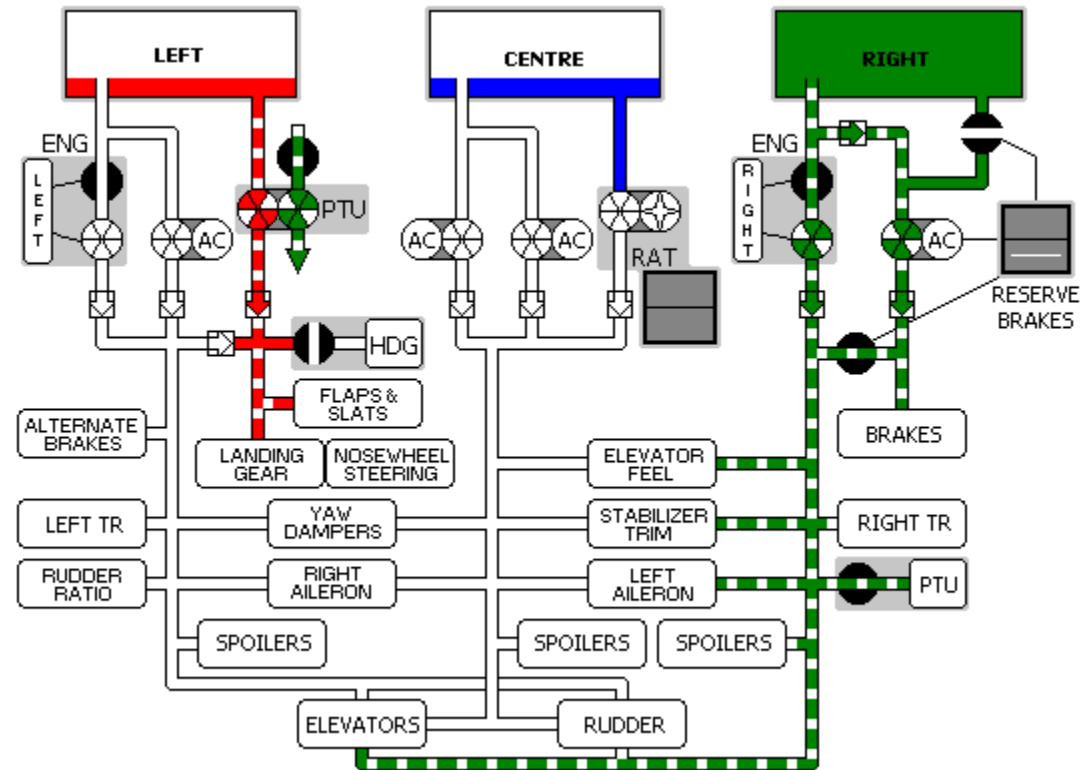 LEFT
CENTRE
RIGHT
ENG
LEFT
PTU
AC
AC
AC
RAT
ENG
RIGHT
AC
RESERVE
BRAKES
HDG
FLAPS &
SLATS
ALTERNATE
BRAKES
LANDING
GEAR
NOSEWHEEL
STEERING
ELEVATOR
FEEL
BRAKES
LEFT TR
YAW
DAMPERS
STABILIZER
TRIM
RIGHT TR
RUDDER
RATIO
RIGHT
AILERON
LEFT
AILERON
PTU
SPOILERS
SPOILERS
SPOILERS
ELEVATORS
RUDDER